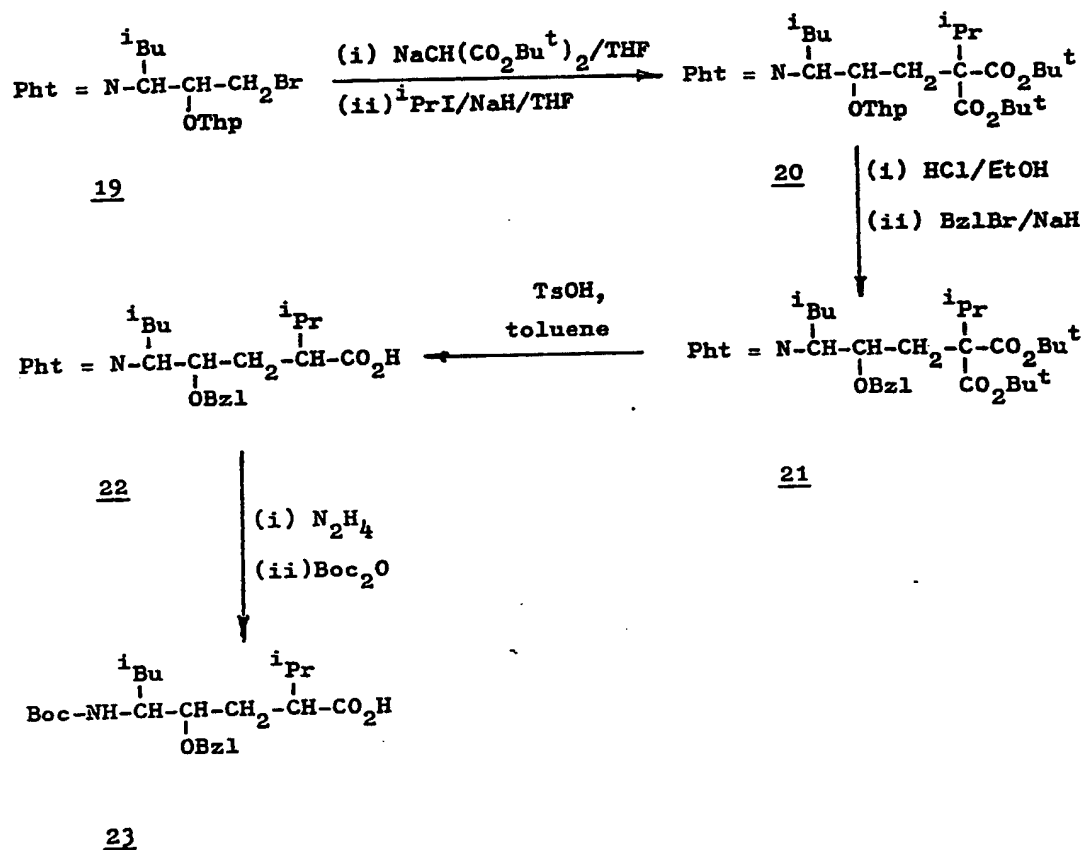 iBu
Pht = N-CH-CH-CH2Br
OThp
19
(i) NaCH(CO2But)2/THF
(ii)iPrI/NaH/THF
iBu iPr
Pht = N-CH-CH-CH2-C-CO2But
OThp CO2But
20
(i) HCl/EtOH
(ii) BzlBr/NaH
iBu iPr
Pht = N-CH-CH-CH2-C-CO2But
OBzl CO2But
21
TsOH,
toluene
iBu iPr
Pht = N-CH-CH-CH2-CH-CO2H
OBzl
22
(i) N2H4
(ii)Boc2O
iBu iPr
Boc-NH-CH-CH-CH2-CH-CO2H
OBzl
23